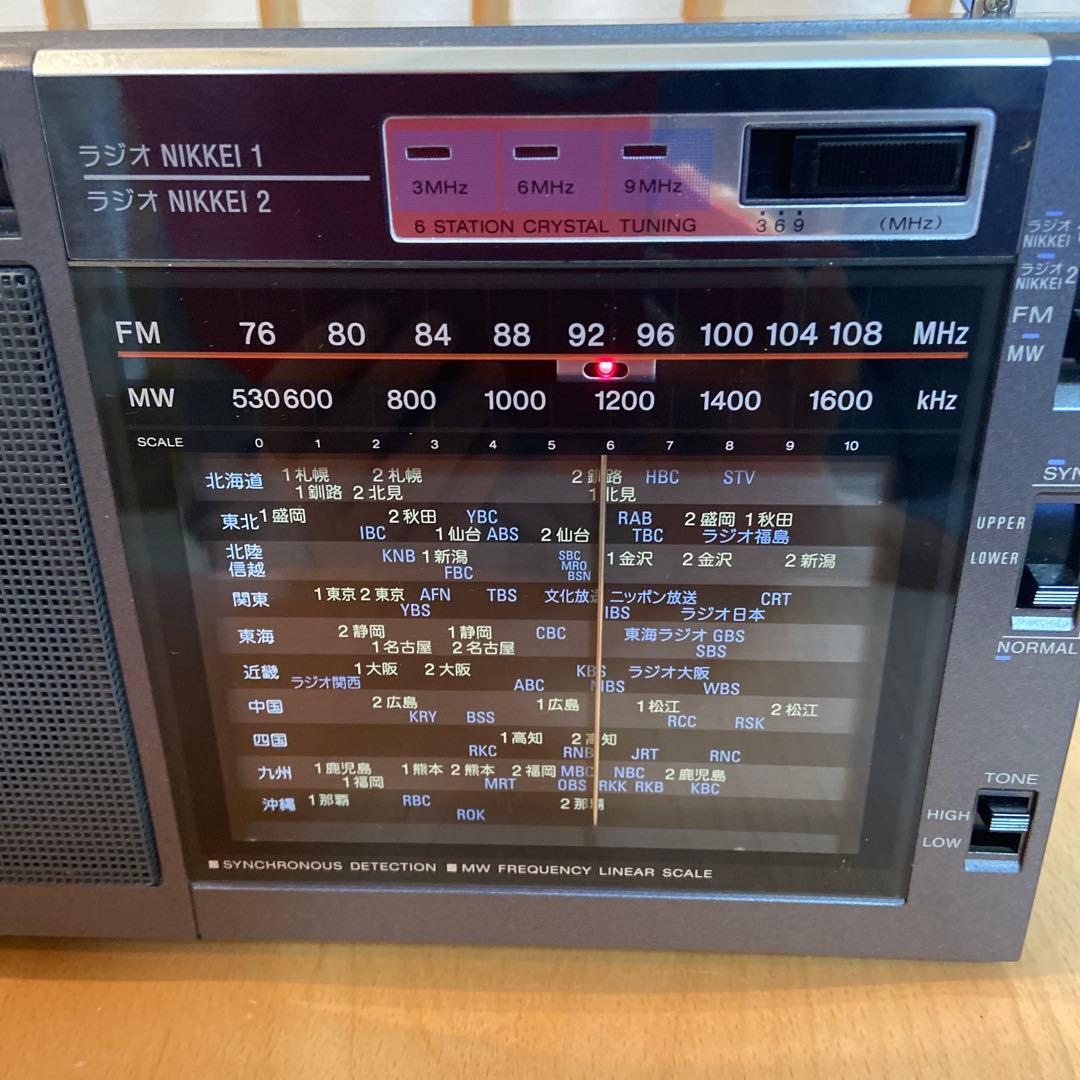 ラジオ NIKKEI 1
ラジオ NIKKEI 2
3MHz 6MHz 9MHz
6 STATION CRYSTAL TUNING
3 6 9 (MHz)
FM 76 80 84 88 92 96 100 104 108 MHz
MW 530 600 800 1000 1200 1400 1600 kHz
SCALE 0 1 2 3 4 5 6 7 8 9 10
北海道 1札幌 2札幌 2釧路 HBC STV
1釧路 2北見 1北見
東北 1盛岡 2秋田 YBC RAB 2盛岡 1秋田
IBC 1仙台 ABS 2仙台 TBC ラジオ福島
北陸 KNB 1新潟 SBC 1金沢 2金沢 2新潟
信越 FBC MRO
BSN
関東 1東京 2東京 AFN TBS 文化放送 ニッポン放送 CRT
YBS IBS ラジオ日本
東海 2静岡 1静岡 CBC 東海ラジオ GBS
1名古屋 2名古屋 SBS
近畿 1大阪 2大阪 KBS ラジオ大阪
ラジオ関西 ABC MBS WBS
中国 2広島 1広島 1松江 2松江
KRY BSS RCC RSK
四国 1高知 2高知
RKC RNB JRT RNC
九州 1鹿児島 1熊本 2熊本 2福岡 MBC NBC 2鹿児島
1福岡 MRT OBS RKK RKB KBC
沖縄 1那覇 RBC 2那覇
ROK
SYNCHRONOUS DETECTION MW FREQUENCY LINEAR SCALE
ラジオ
NIKKEI
ラジオ
NIKKEI 2
FM
MW
SYN
UPPER
LOWER
NORMAL
TONE
HIGH
LOW